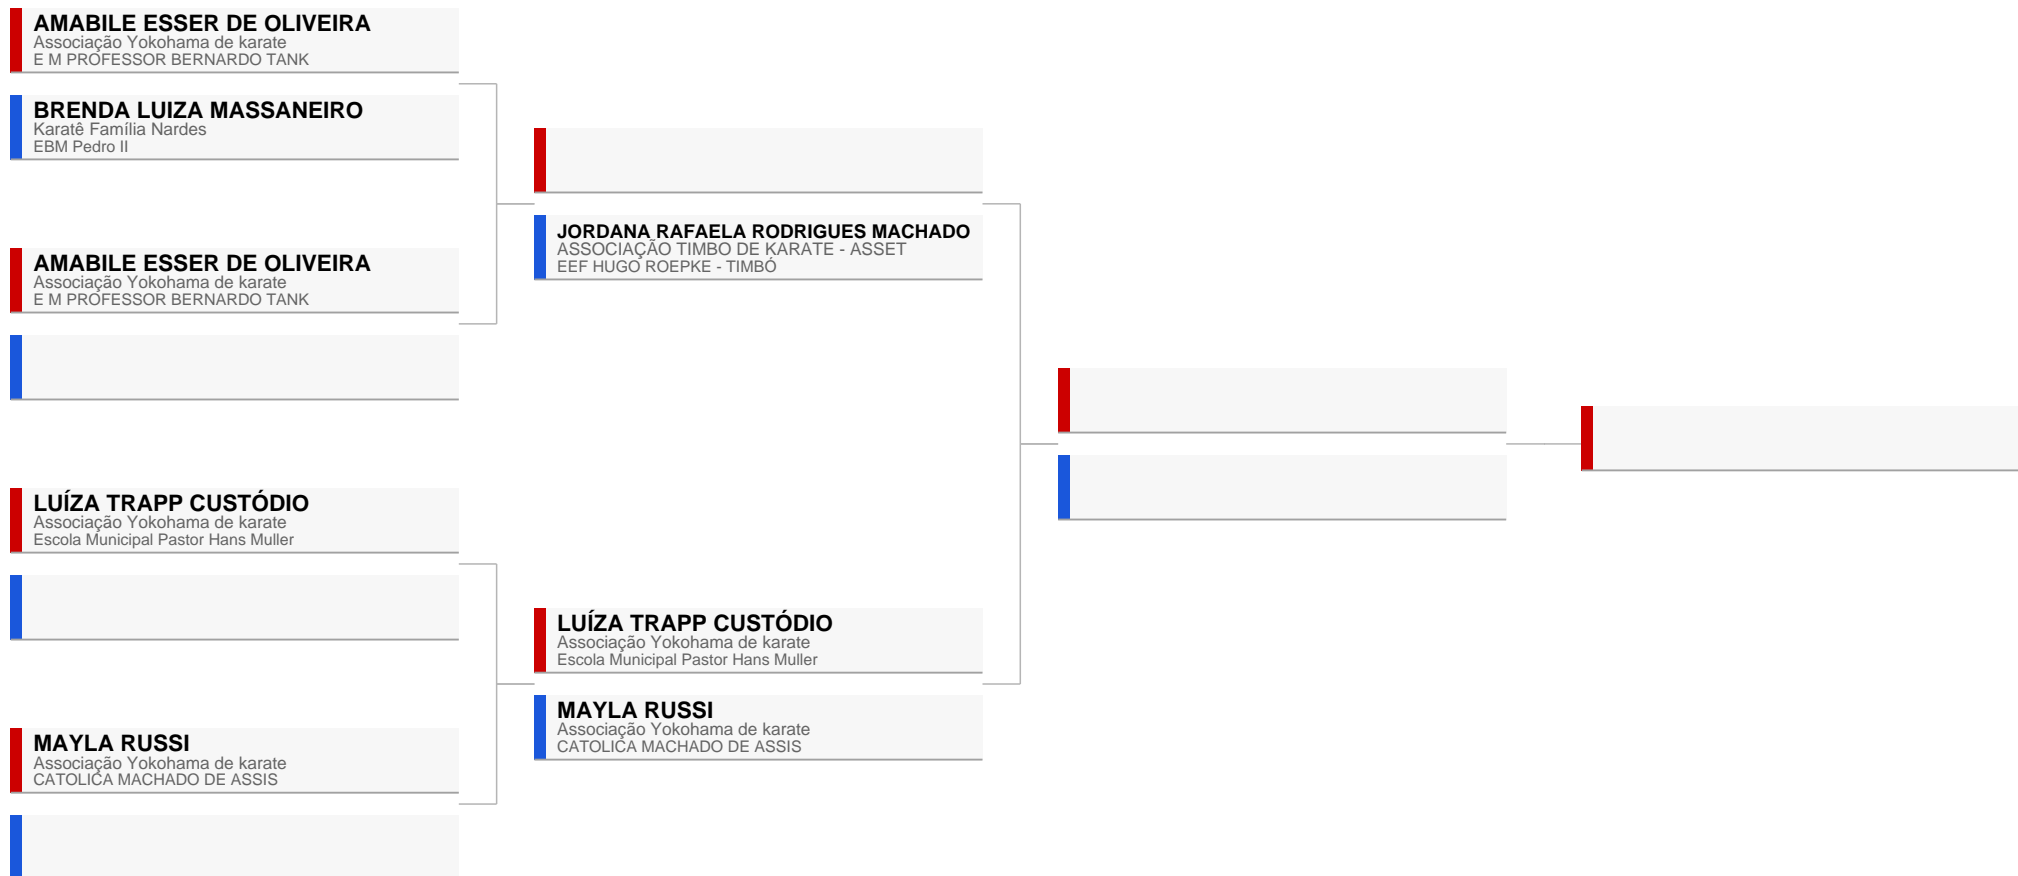 AMABILE ESSER DE OLIVEIRA
Associação Yokohama de karate
E M PROFESSOR BERNARDO TANK
BRENDA LUIZA MASSANEIRO
Karatê Família Nardes
EBM Pedro II
AMABILE ESSER DE OLIVEIRA
Associação Yokohama de karate
E M PROFESSOR BERNARDO TANK
LUÍZA TRAPP CUSTÓDIO
Associação Yokohama de karate
Escola Municipal Pastor Hans Muller
MAYLA RUSSI
Associação Yokohama de karate
CATOLICA MACHADO DE ASSIS
JORDANA RAFAELA RODRIGUES MACHADO
ASSOCIAÇÃO TIMBO DE KARATE - ASSET
EEF HUGO ROEPKE - TIMBÓ
LUÍZA TRAPP CUSTÓDIO
Associação Yokohama de karate
Escola Municipal Pastor Hans Muller
MAYLA RUSSI
Associação Yokohama de karate
CATOLICA MACHADO DE ASSIS